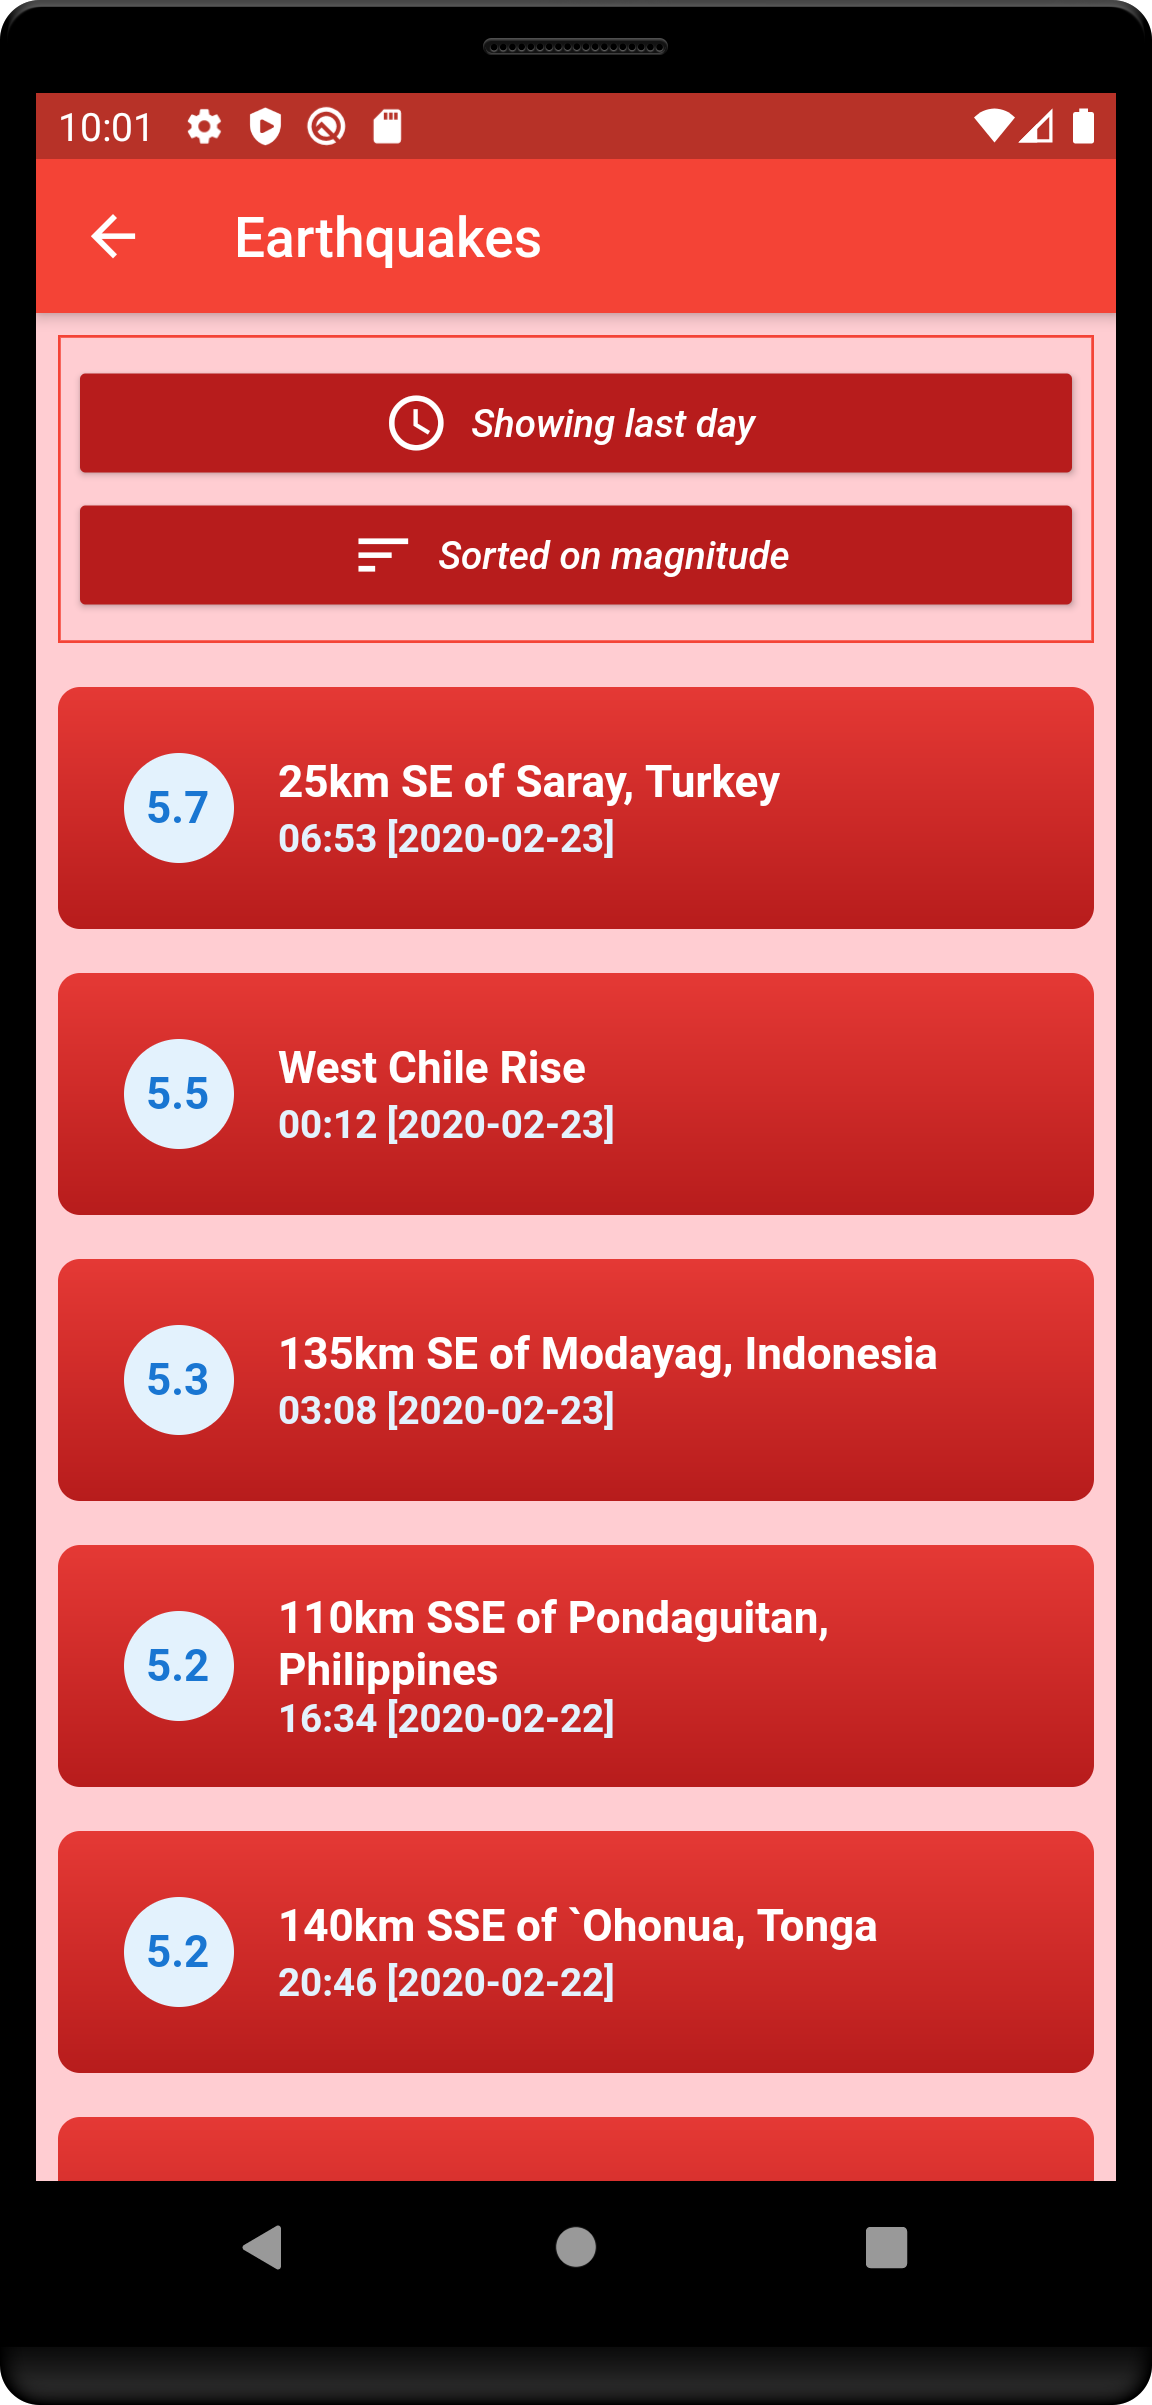 10:01
Earthquakes
Showing last day
Sorted on magnitude
5.7
25km SE of Saray, Turkey
06:53 [2020-02-23]
5.5
West Chile Rise
00:12 [2020-02-23]
5.3
135km SE of Modayag, Indonesia
03:08 [2020-02-23]
5.2
110km SSE of Pondaguitan,
Philippines
16:34 [2020-02-22]
5.2
140km SSE of `Ohonua, Tonga
20:46 [2020-02-22]